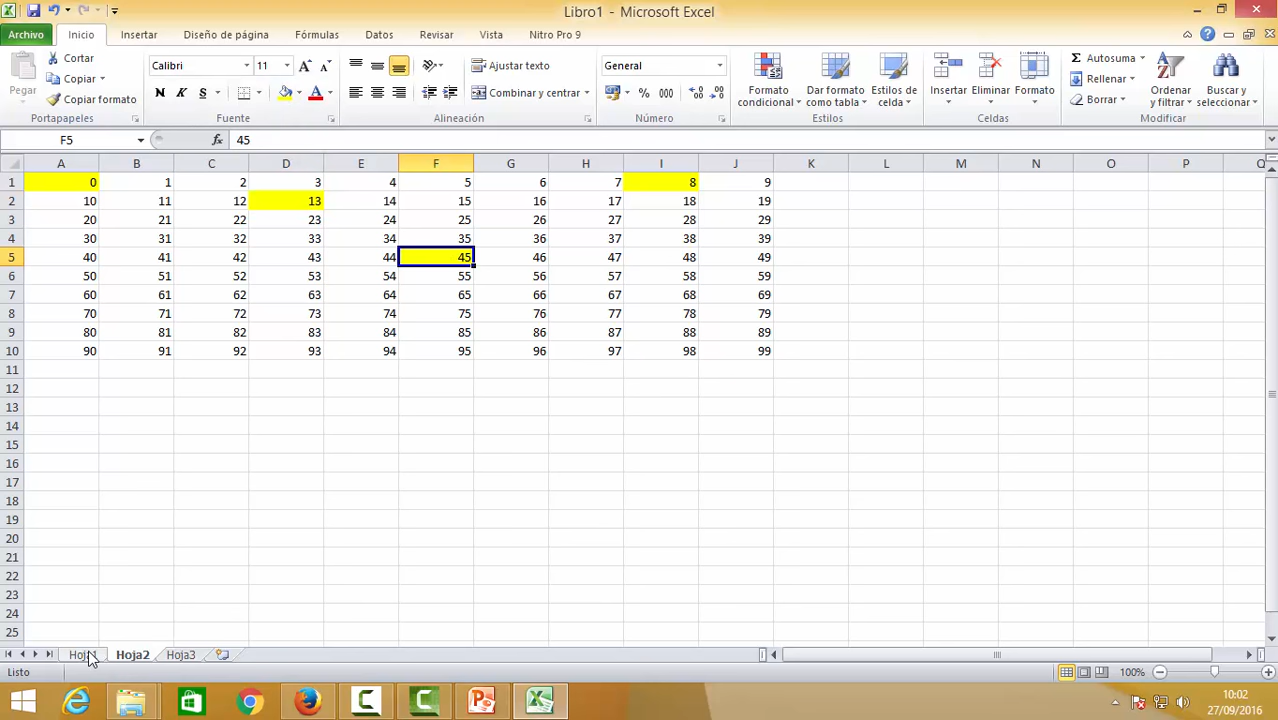 Libro1 - Microsoft Excel
Archivo Inicio Insertar Diseño de página Fórmulas Datos Revisar Vista Nitro Pro 9
Pegar Cortar Copiar Copiar formato
Calibri 11 N K S A A A
Ajustar texto Combinar y centrar
General % 000
Formato condicional Dar formato como tabla Estilos de celda
Insertar Eliminar Formato
Σ Autosuma Rellenar Borrar Ordenar y filtrar Buscar y seleccionar
Portapapeles Fuente Alineación Número Estilos Celdas Modificar
F5 fx 45
A B C D E F G H I J K L M N O P Q
1 0 1 2 3 4 5 6 7 8 9
2 10 11 12 13 14 15 16 17 18 19
3 20 21 22 23 24 25 26 27 28 29
4 30 31 32 33 34 35 36 37 38 39
5 40 41 42 43 44 45 46 47 48 49
6 50 51 52 53 54 55 56 57 58 59
7 60 61 62 63 64 65 66 67 68 69
8 70 71 72 73 74 75 76 77 78 79
9 80 81 82 83 84 85 86 87 88 89
10 90 91 92 93 94 95 96 97 98 99
11
12
13
14
15
16
17
18
19
20
21
22
23
24
25
Hoja1 Hoja2 Hoja3
Listo 100%
10:02
27/09/2016